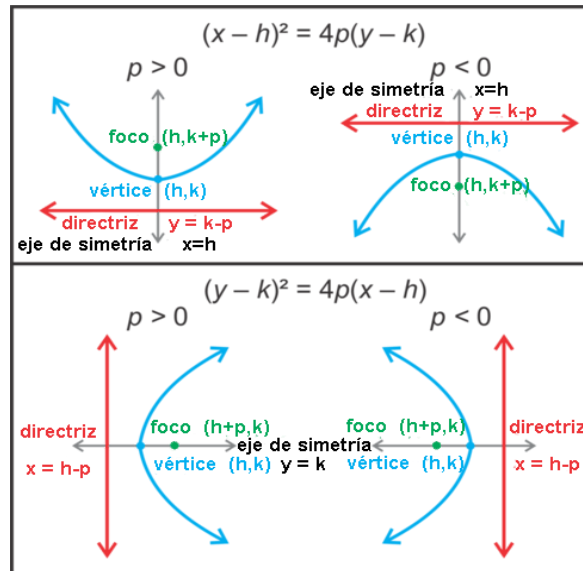 (x – h)² = 4p(y – k)
p > 0
foco (h,k+p)
vértice (h,k)
directriz y = k-p
eje de simetría x=h
p < 0
eje de simetría x=h
directriz y = k-p
vértice (h,k)
foco (h,k+p)
(y – k)² = 4p(x – h)
p > 0
directriz
x = h-p
foco (h+p,k)
vértice (h,k)
eje de simetría
y = k
p < 0
foco (h+p,k)
vértice (h,k)
directriz
x = h-p